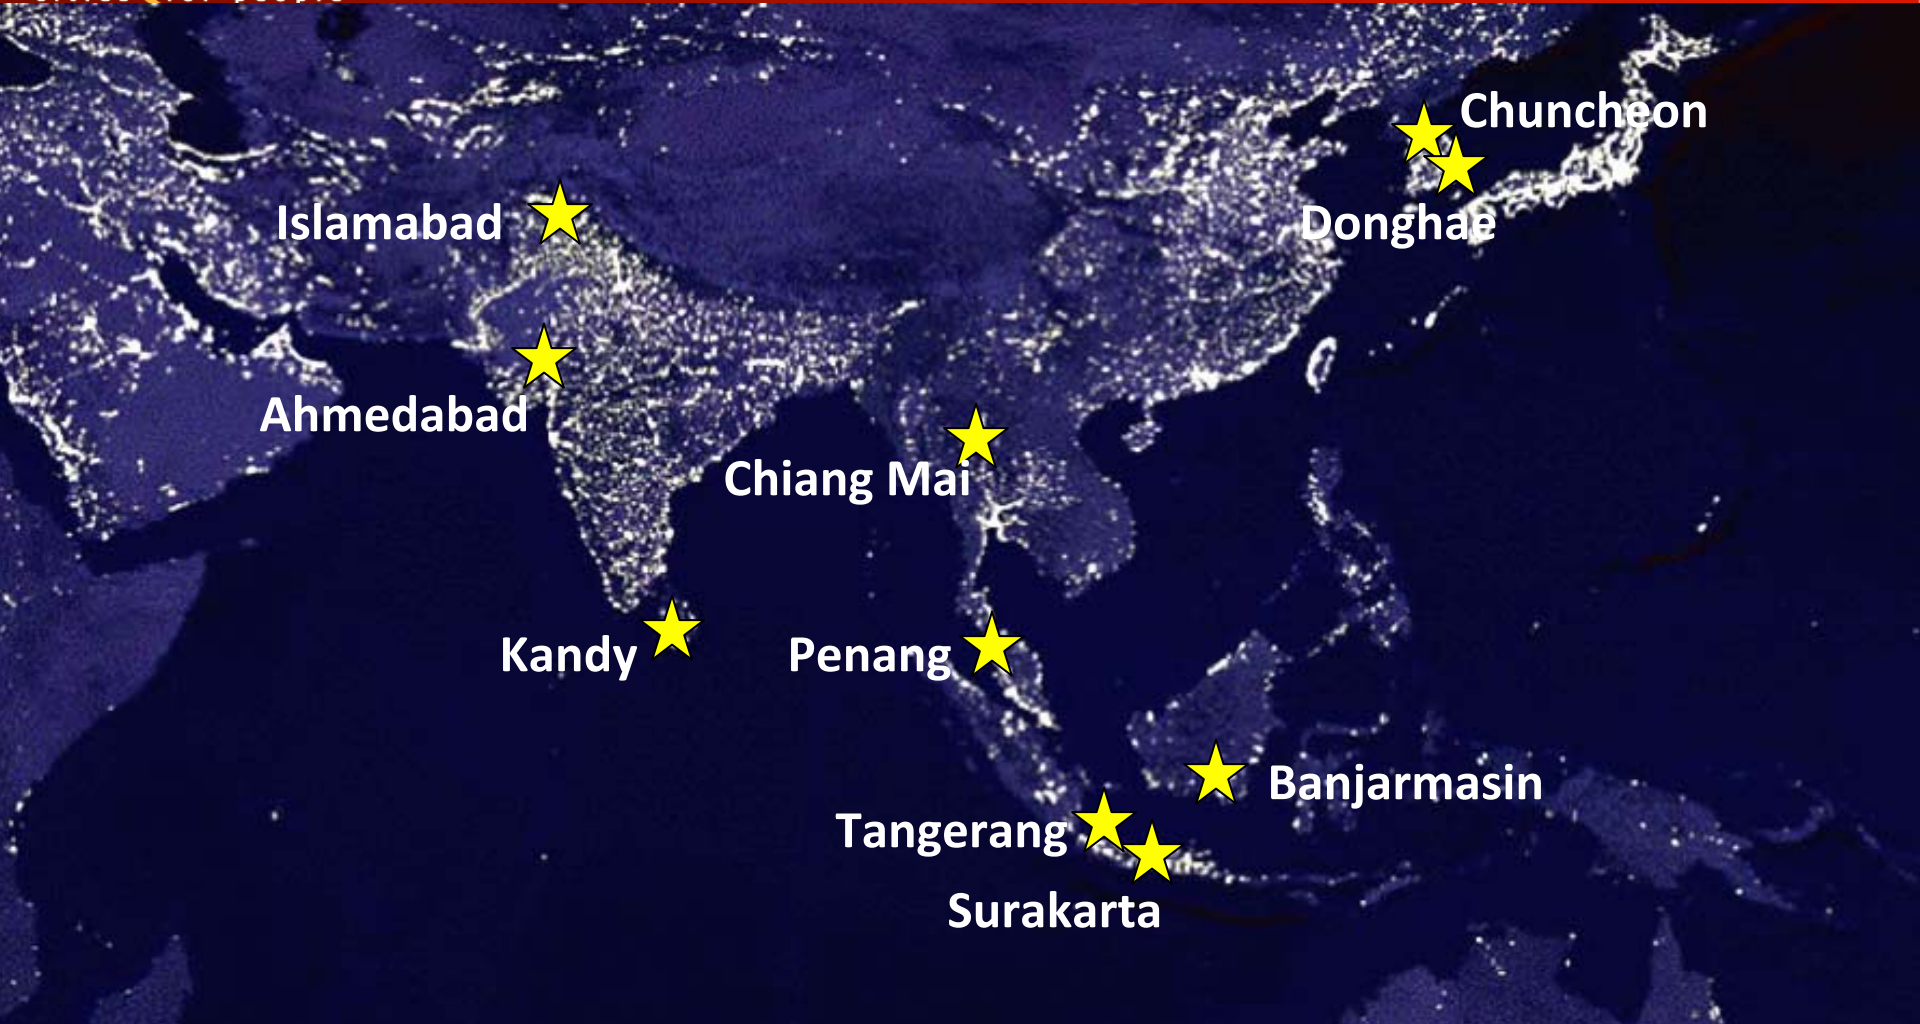 Chuncheon
Islamabad
Donghae
Ahmedabad
Chiang Mai
Kandy
Penang
Banjarmasin
Tangerang
Surakarta